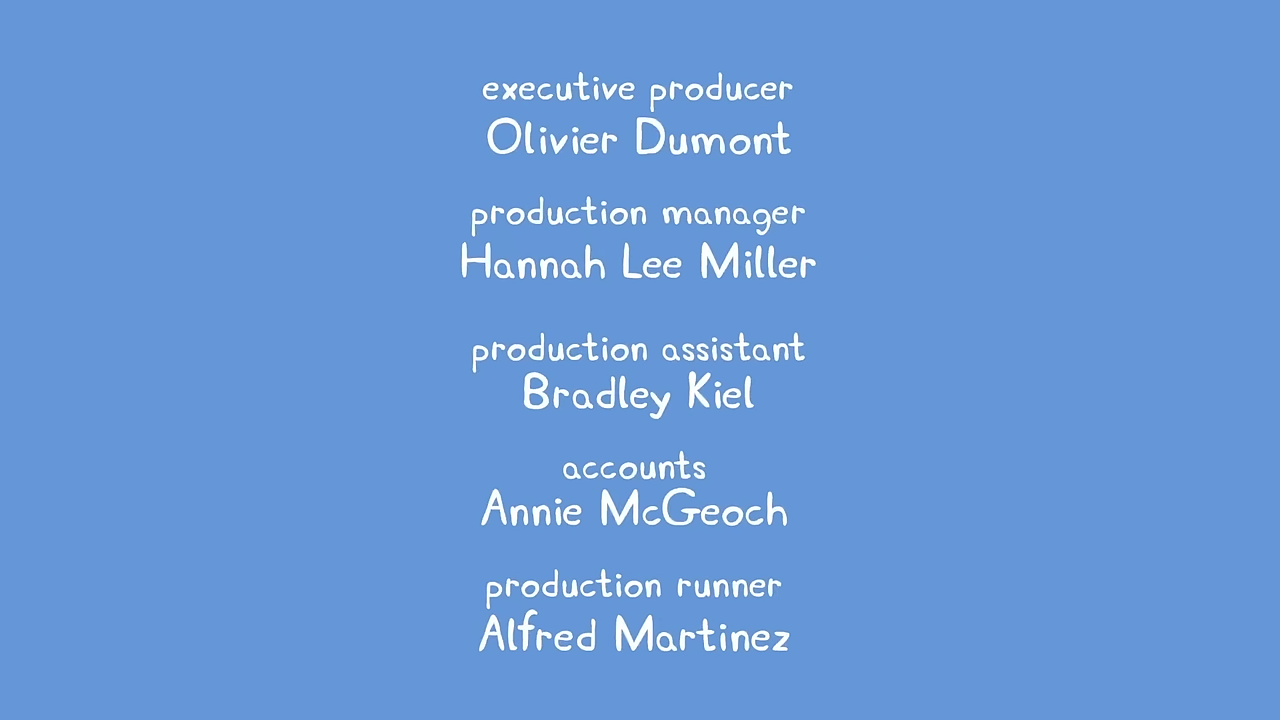 executive producer
Olivier Dumont
production manager
Hannah Lee Miller
production assistant
Bradley Kiel
accounts
Annie McGeoch
production runner
Alfred Martinez